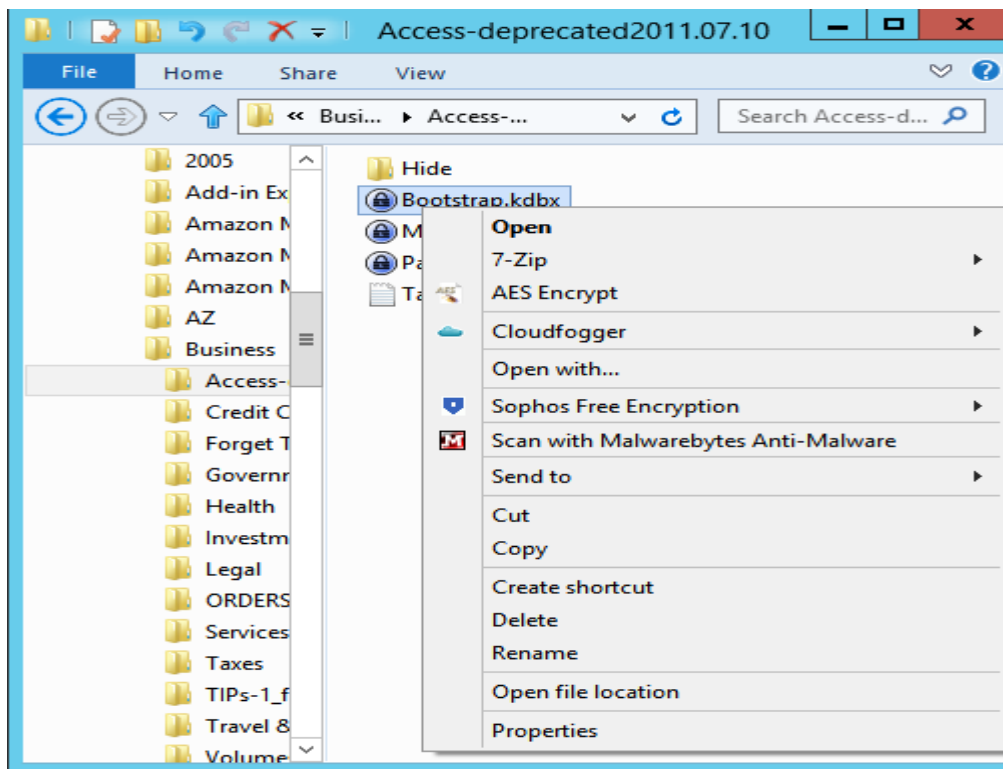 Access-deprecated2011.07.10
File Home Share View
« Busi... Access-... Search Access-d...
2005
Add-in Ex
Amazon M
Amazon M
Amazon M
AZ
Business
Access-
Credit C
Forget T
Governr
Health
Investm
Legal
ORDERS
Services
Taxes
TIPs-1_f
Travel &
Volume
Hide
Bootstrap.kdbx
M
Pa
Ta
Open
7-Zip
AES Encrypt
Cloudfogger
Open with...
Sophos Free Encryption
Scan with Malwarebytes Anti-Malware
Send to
Cut
Copy
Create shortcut
Delete
Rename
Open file location
Properties